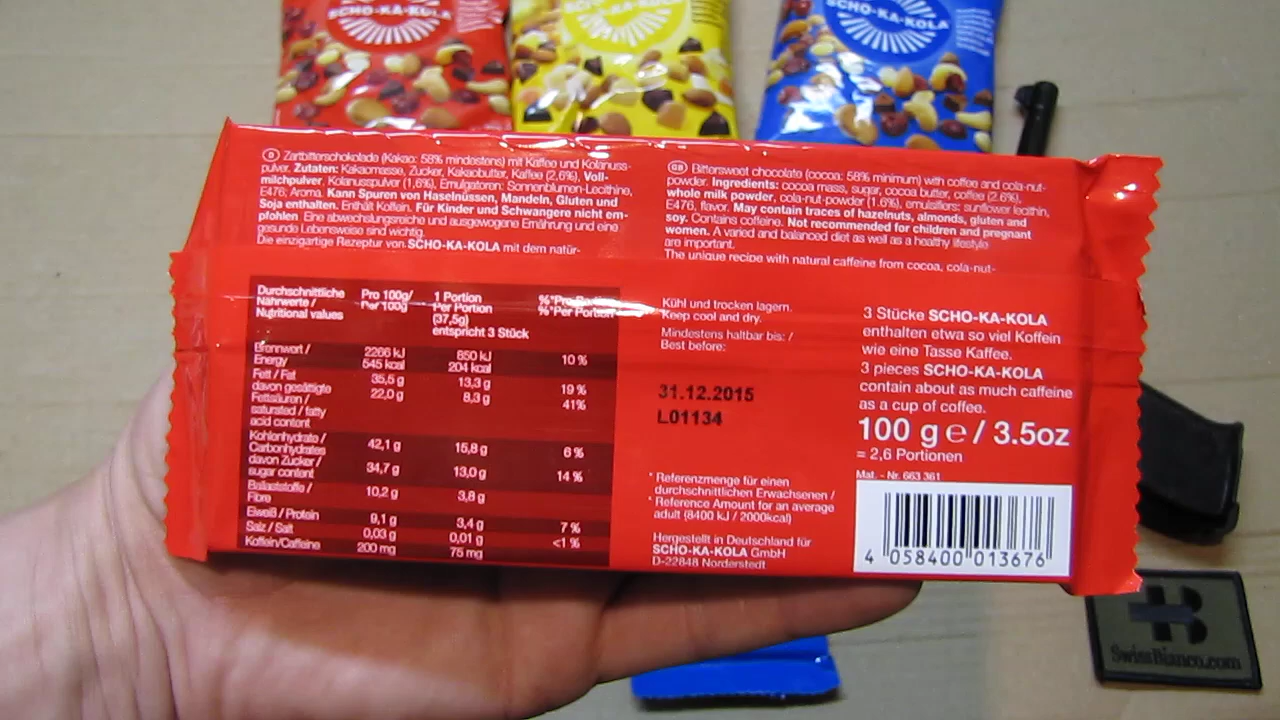 SCHO-KA-KOLA
SCHO-KA-KOLA
SCHO-KA-KOLA
D Zartbitterschokolade (Kakao: 58% mindestens) mit Kaffee und Kolanuss-
pulver. Zutaten: Kakaomasse, Zucker, Kakaobutter, Kaffee (2,6%), Voll-
milchpulver, Kolanusspulver (1,6%), Emulgatoren: Sonnenblumen-Lecithine,
E476; Aroma. Kann Spuren von Haselnüssen, Mandeln, Gluten und
Soja enthalten. Enthält Koffein. Für Kinder und Schwangere nicht em-
pfohlen. Eine abwechslungsreiche und ausgewogene Ernährung und eine
gesunde Lebensweise sind wichtig.
Die einzigartige Rezeptur von SCHO-KA-KOLA mit dem natür-
GB Bittersweet chocolate (cocoa: 58% minimum) with coffee and cola-nut-
powder. Ingredients: cocoa mass, sugar, cocoa butter, coffee (2.6%),
whole milk powder, cola-nut-powder (1.6%), emulsifiers: sunflower lecithin,
E476, flavor. May contain traces of hazelnuts, almonds, gluten and
soy. Contains coffeine. Not recommended for children and pregnant
women. A varied and balanced diet as well as a healthy lifestyle
are important.
The unique recipe with natural caffeine from cocoa, cola-nut-
Durchschnittliche Nährwerte / Nutritional values
Pro 100g/ Per 100g
1 Portion Per Portion (37,5g) entspricht 3 Stück
%*Pro Portion %*Per Portion
Brennwert / Energy 2266 kJ 545 kcal 850 kJ 204 kcal 10 %
Fett / Fat 35,5 g 13,3 g 19 %
davon gesättigte Fettsäuren / saturated / fatty acid content 22,0 g 8,3 g 41%
Kohlenhydrate / Carbonhydrates 42,1 g 15,8 g 6 %
davon Zucker / sugar content 34,7 g 13,0 g 14 %
Ballaststoffe / Fibre 10,2 g 3,8 g
Eiweiß / Protein 9,1 g 3,4 g 7 %
Salz / Salt 0,03 g 0,01 g <1 %
Koffein/Caffeine 200 mg 75 mg
Kühl und trocken lagern.
Keep cool and dry.
Mindestens haltbar bis: /
Best before:
31.12.2015
L01134
* Referenzmenge für einen
durchschnittlichen Erwachsenen /
* Reference Amount for an average
adult (8400 kJ / 2000kcal)
Hergestellt in Deutschland für
SCHO-KA-KOLA GmbH
D-22848 Norderstedt
3 Stücke SCHO-KA-KOLA
enthalten etwa so viel Koffein
wie eine Tasse Kaffee.
3 pieces SCHO-KA-KOLA
contain about as much caffeine
as a cup of coffee.
100 g e / 3.5oz
= 2,6 Portionen
Mat. - Nr. 663 361
4 058400 013676
SwissBianco.com